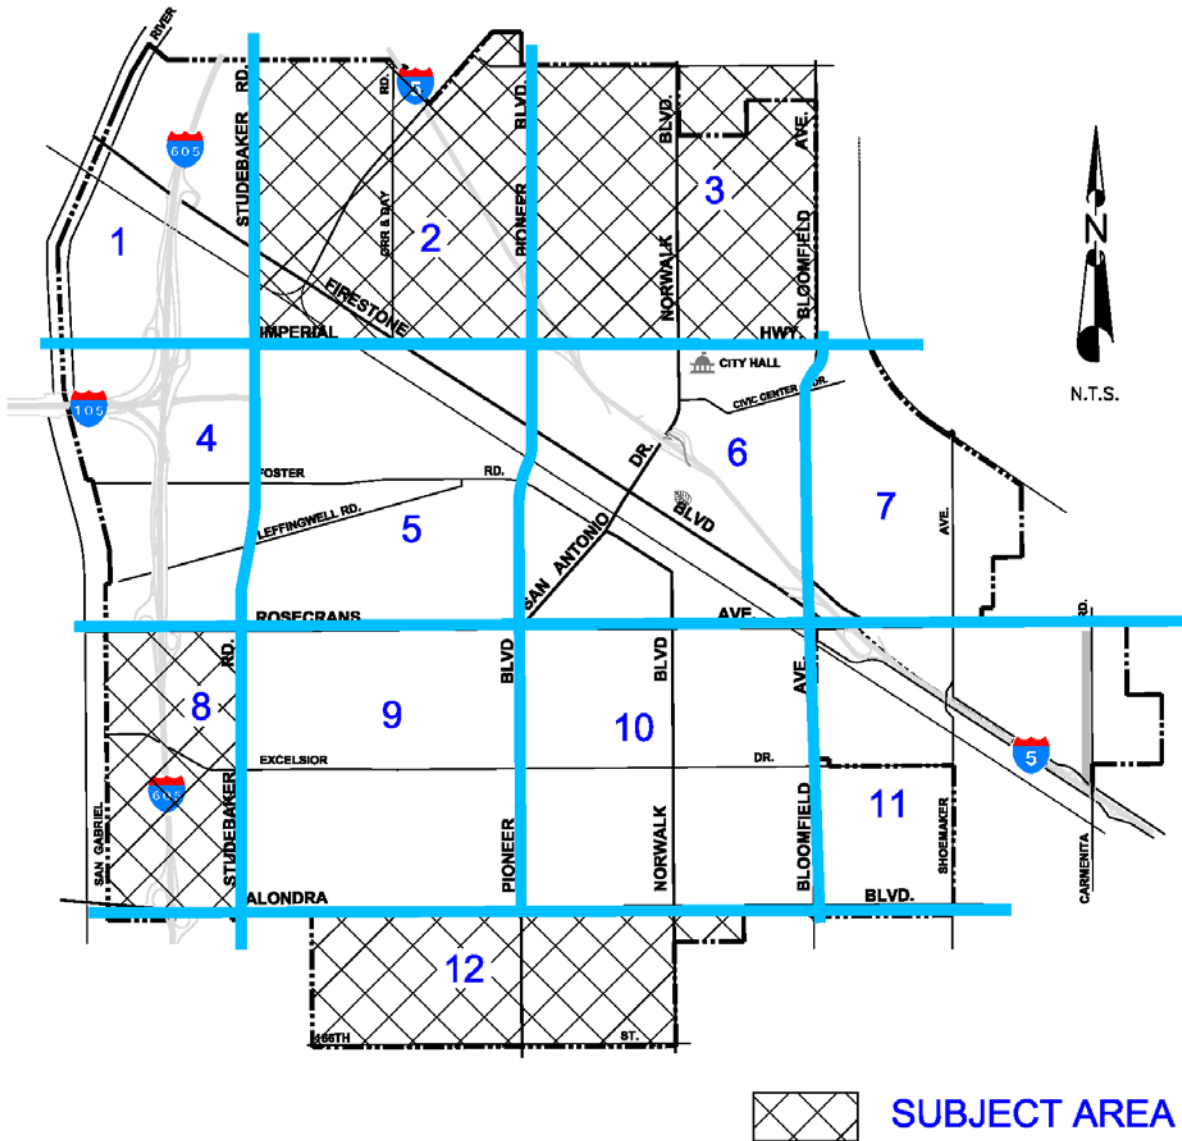 RIVER
STUDEBAKER RD.
RD.
ORR & DAY
5
PIONEER BLVD.
NORWALK BLVD.
BLOOMFIELD AVE.
605
1
2
3
N
FIRESTONE
IMPERIAL
HWY.
CITY HALL
CIVIC CENTER DR.
N.T.S.
105
4
6
7
FOSTER
RD.
LEFFINGWELL RD.
5
SAN ANTONIO DR.
BLVD
AVE.
ROSECRANS
AVE.
RD.
RD.
BLVD
BLVD
AVE.
8
9
10
EXCELSIOR
DR.
5
605
11
SAN GABRIEL
STUDEBAKER
PIONEER
NORWALK
BLOOMFIELD
SHOEMAKER
CARMENITA
ALONDRA
BLVD.
12
166TH
ST.
SUBJECT AREA